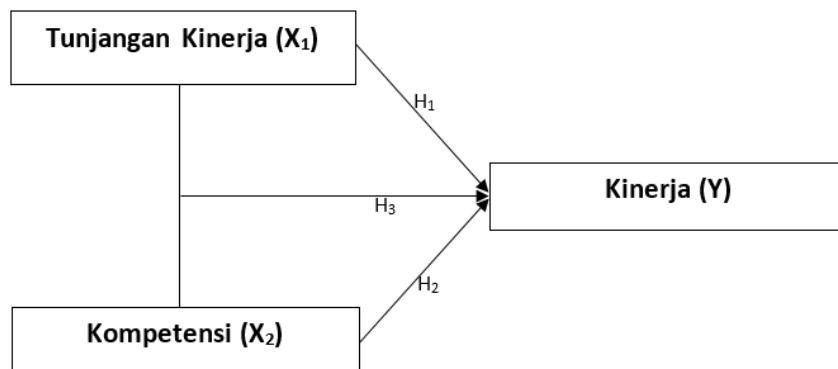 Tunjangan Kinerja (X₁)
H₁
Kinerja (Y)
H₃
H₂
Kompetensi (X₂)